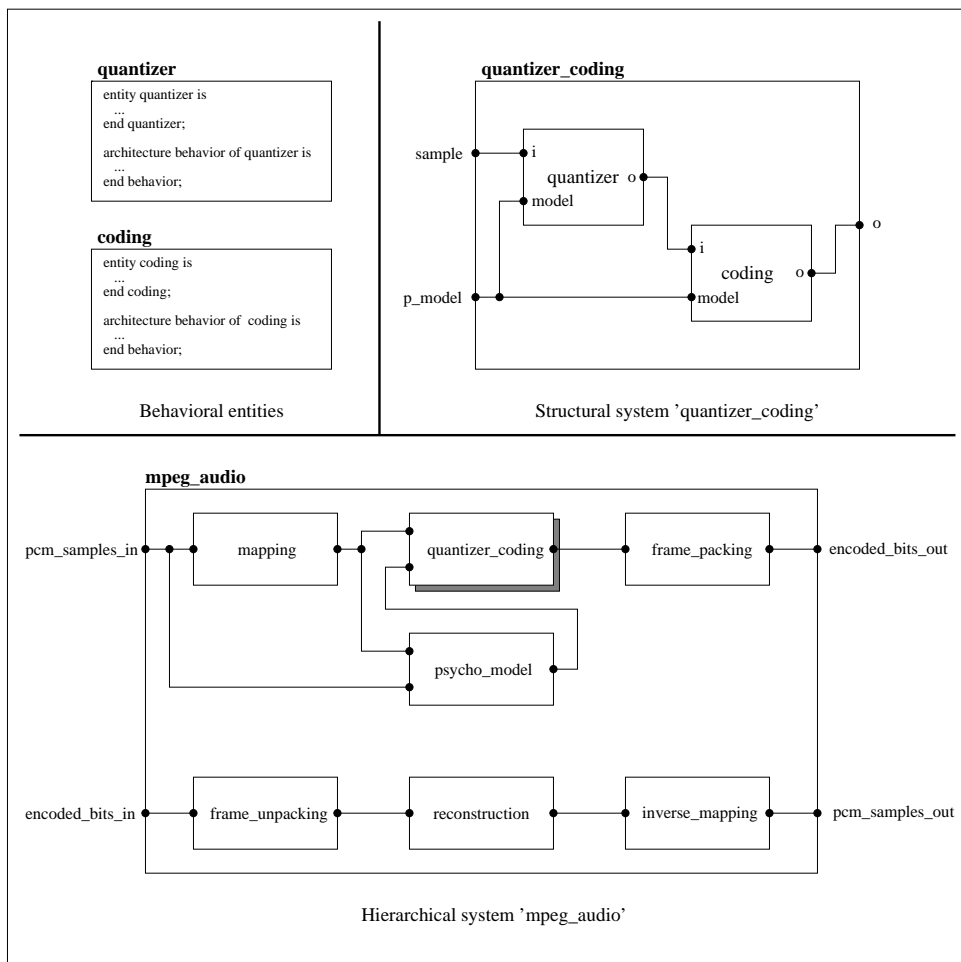 quantizer
entity quantizer is
...
end quantizer;
architecture behavior of quantizer is
...
end behavior;
coding
entity coding is
...
end coding;
architecture behavior of  coding is
...
end behavior;
Behavioral entities
quantizer_coding
sample
i
quantizer
o
model
i
o
coding
o
p_model
model
Structural system ’quantizer_coding’
mpeg_audio
pcm_samples_in
mapping
quantizer_coding
frame_packing
encoded_bits_out
psycho_model
encoded_bits_in
frame_unpacking
reconstruction
inverse_mapping
pcm_samples_out
Hierarchical system ’mpeg_audio’